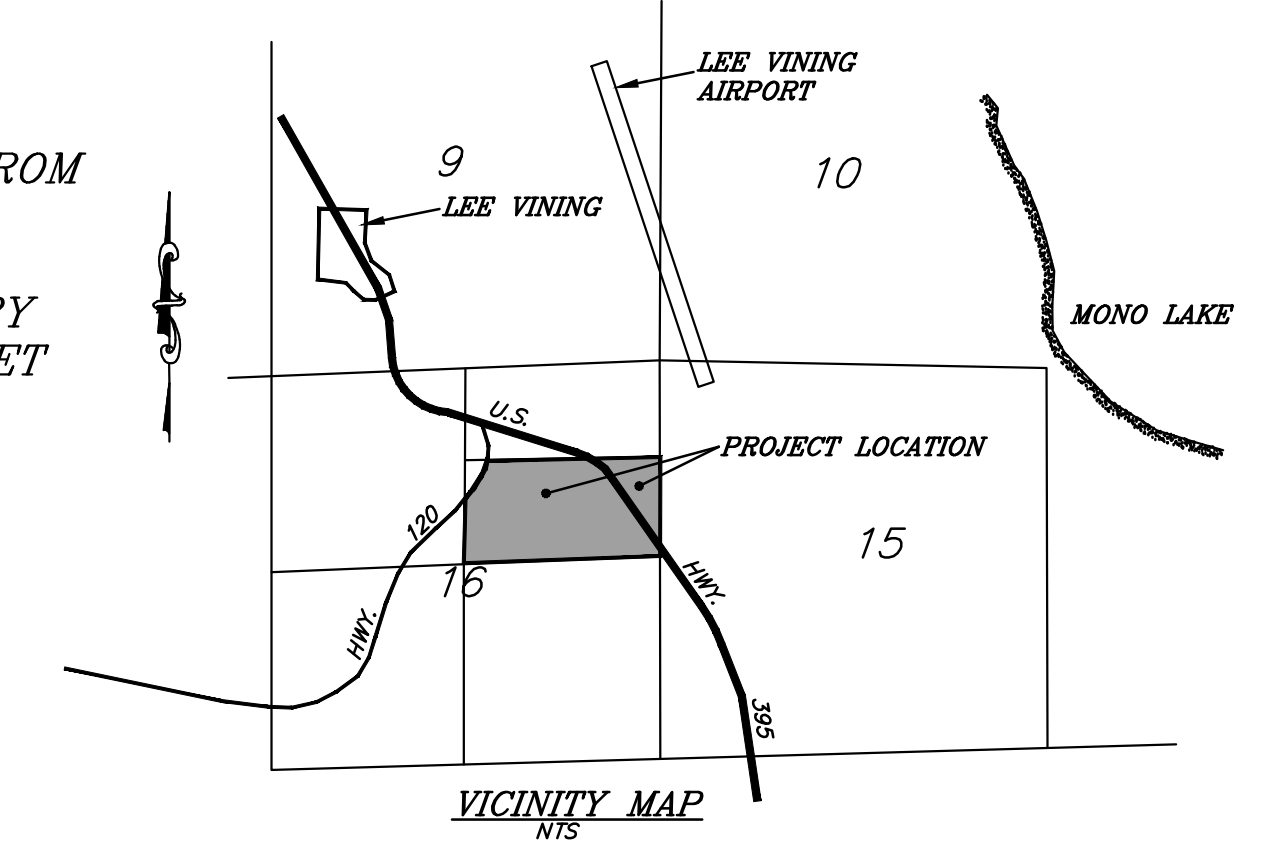 LEE VINING
AIRPORT
ROM
9
10
LEE VINING
MONO LAKE
ET
U.S.
PROJECT LOCATION
120
15
16
HWY.
HWY.
395
VICINITY MAP
NTS